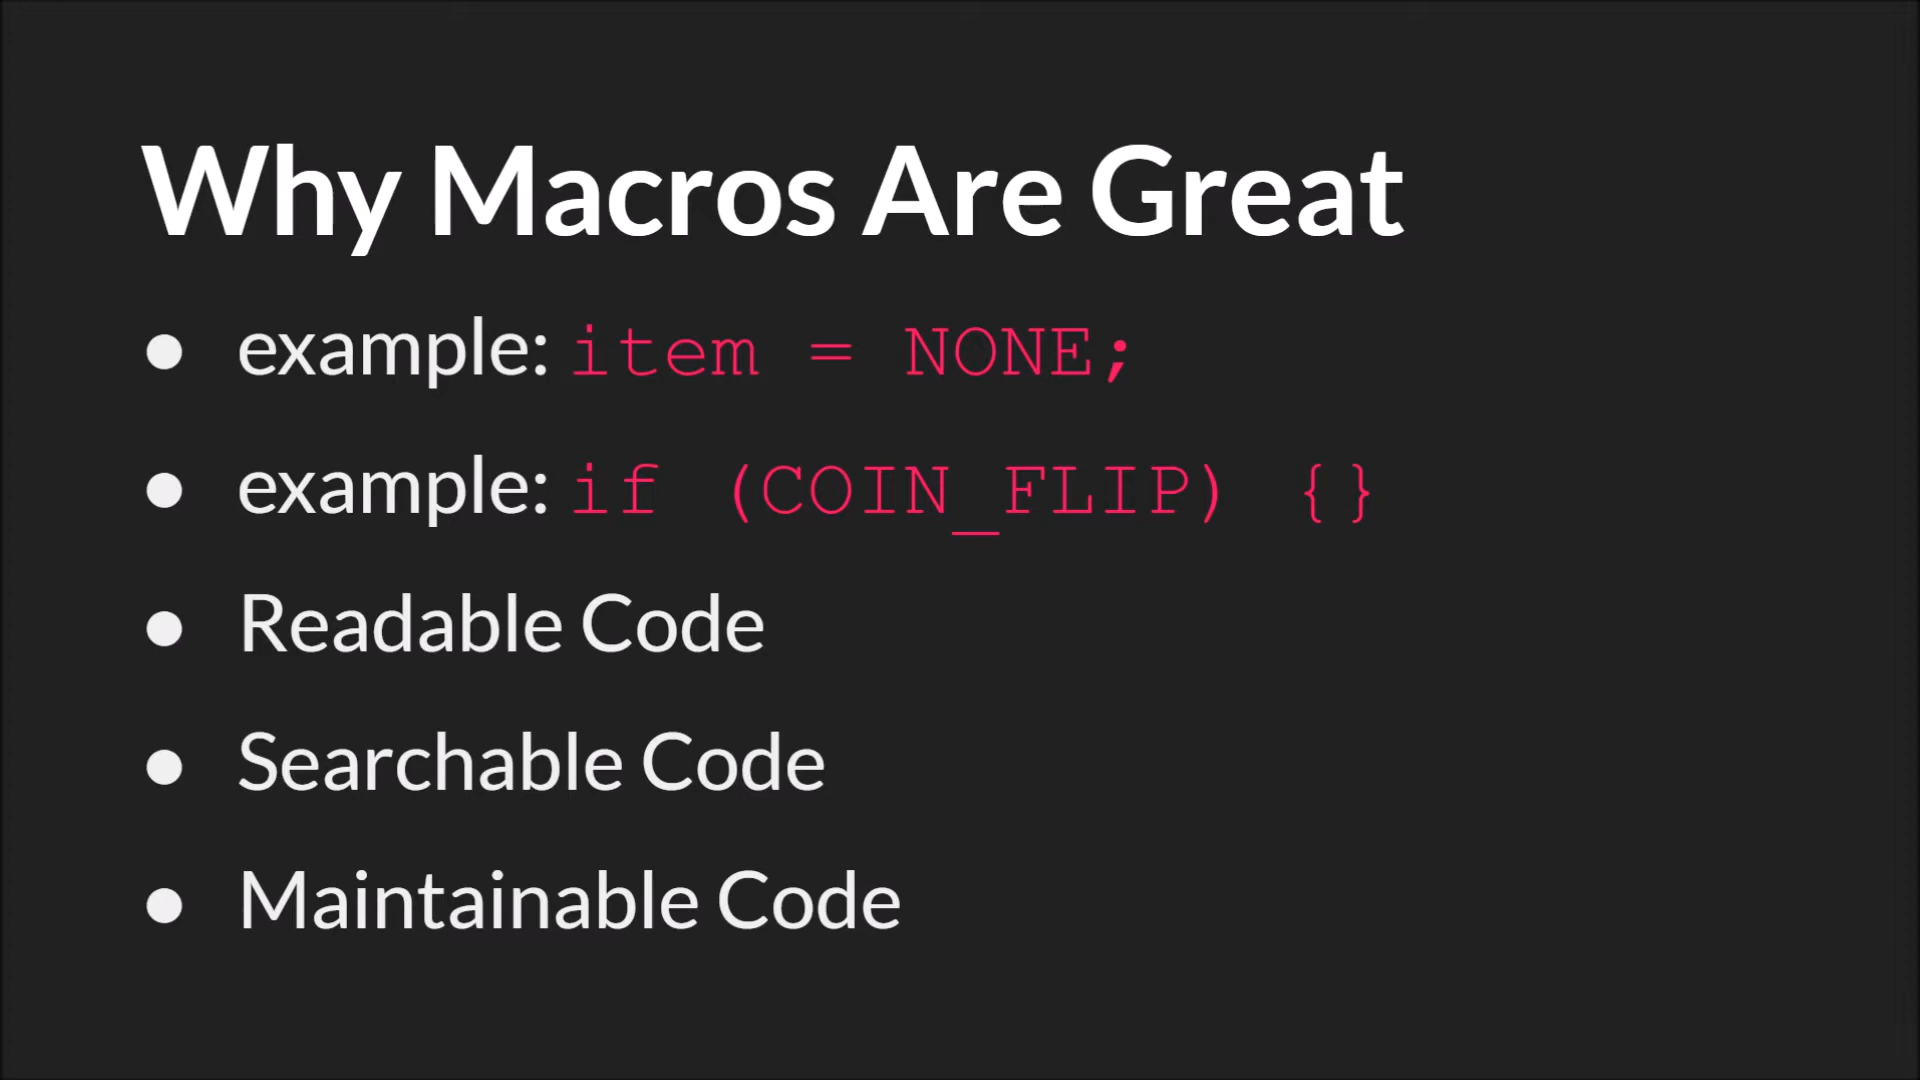 Why Macros Are Great
● example: item = NONE;
● example: if (COIN_FLIP) {}
● Readable Code
● Searchable Code
● Maintainable Code